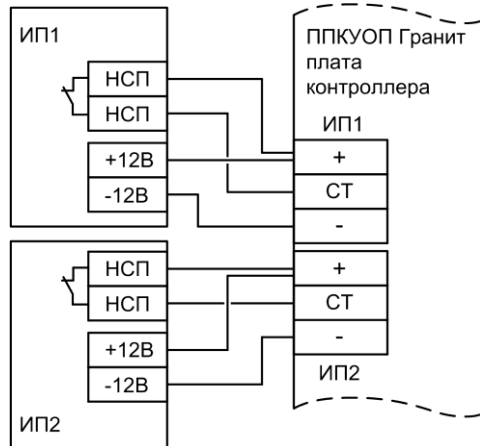 ИП1
НСП
НСП
+12В
-12В
НСП
НСП
+12В
-12В
ИП2
ППКУОП Гранит
плата
контроллера
ИП1
+
СТ
-
+
СТ
-
ИП2